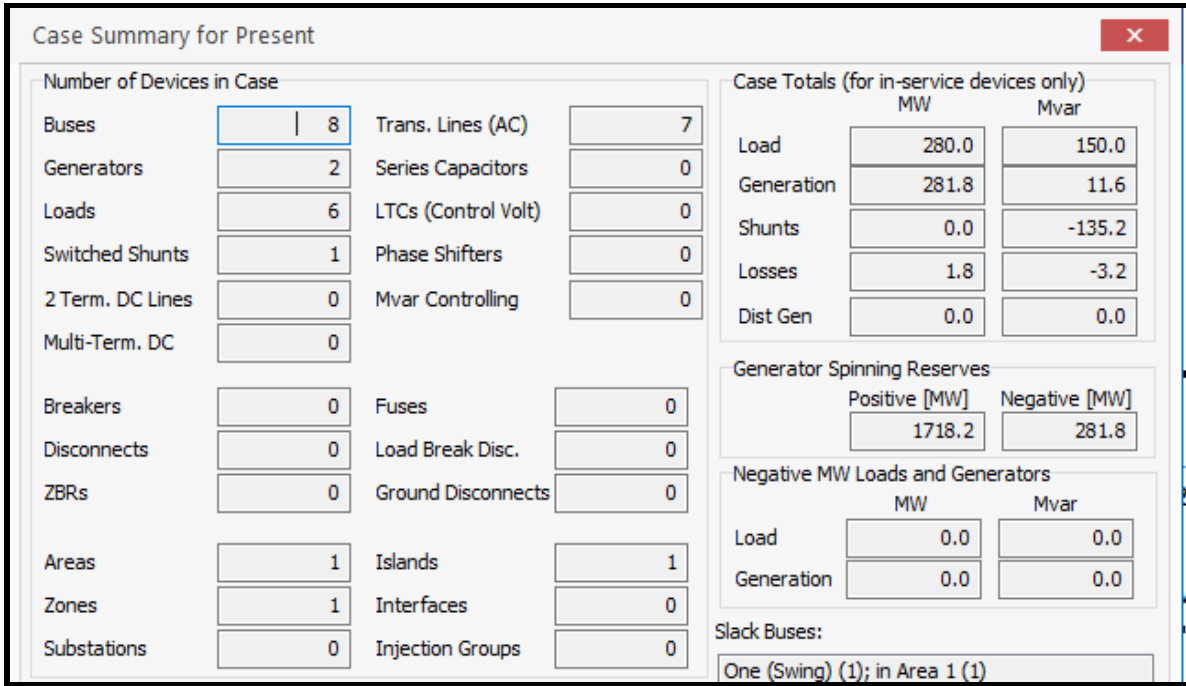 Case Summary for Present
Number of Devices in Case
Buses 8 Trans. Lines (AC) 7
Generators 2 Series Capacitors 0
Loads 6 LTCs (Control Volt) 0
Switched Shunts 1 Phase Shifters 0
2 Term. DC Lines 0 Mvar Controlling 0
Multi-Term. DC 0
Breakers 0 Fuses 0
Disconnects 0 Load Break Disc. 0
ZBRs 0 Ground Disconnects 0
Areas 1 Islands 1
Zones 1 Interfaces 0
Substations 0 Injection Groups 0
Case Totals (for in-service devices only)
MW Mvar
Load 280.0 150.0
Generation 281.8 11.6
Shunts 0.0 -135.2
Losses 1.8 -3.2
Dist Gen 0.0 0.0
Generator Spinning Reserves
Positive [MW] Negative [MW]
1718.2 281.8
Negative MW Loads and Generators
MW Mvar
Load 0.0 0.0
Generation 0.0 0.0
Slack Buses:
One (Swing) (1); in Area 1 (1)